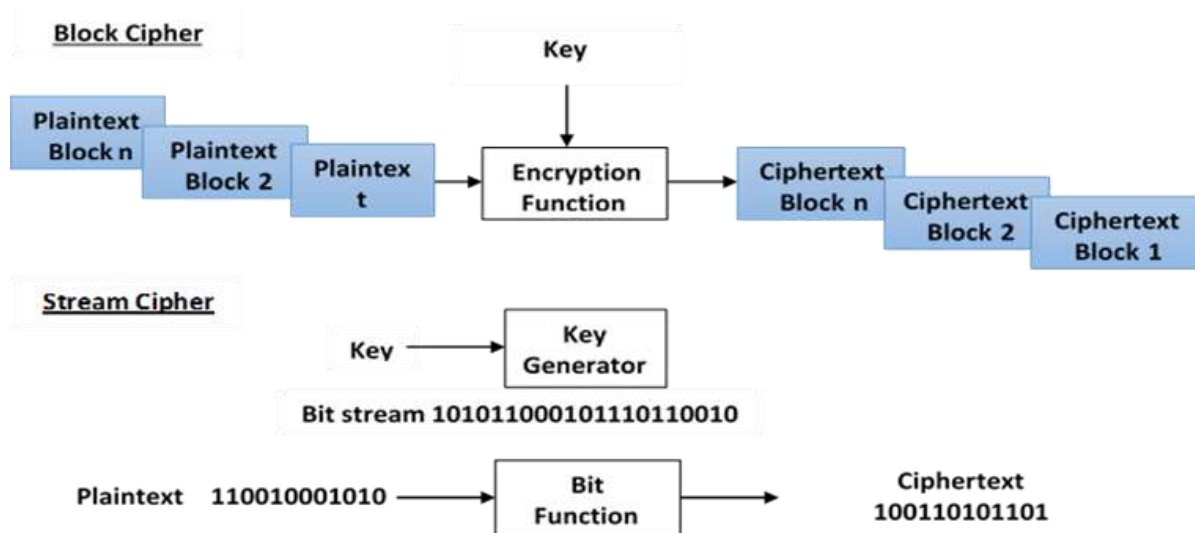 Block Cipher
Key
Plaintext
Block n
Plaintext
Block 2
Plaintex
t
Encryption
Function
Ciphertext
Block n
Ciphertext
Block 2
Ciphertext
Block 1
Stream Cipher
Key
Key
Generator
Bit stream 1010110001011110110010
Plaintext 110010001010
Bit
Function
Ciphertext
100110101101